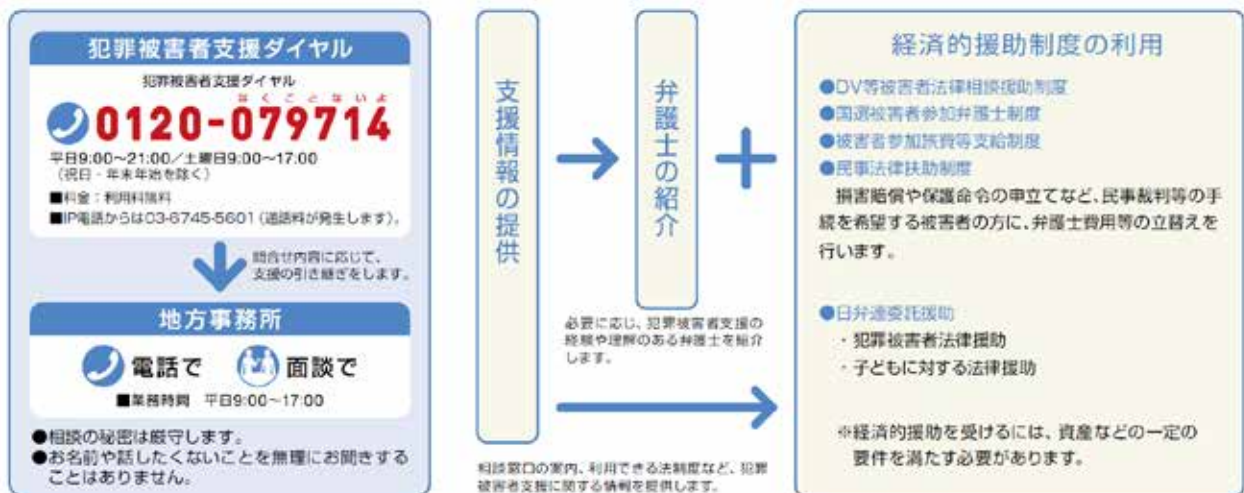 犯罪被害者支援ダイヤル
犯罪被害者支援ダイヤル
なくことないよ
0120-079714
平日9:00～21:00／土曜日9:00～17:00
（祝日・年末年始を除く）
■料金：利用料無料
■IP電話からは03-6745-5601（通話料が発生します）。
問合せ内容に応じて、
支援の引き継ぎをします。
地方事務所
電話で 面談で
■業務時間 平日9:00～17:00
●相談の秘密は厳守します。
●お名前や話したくないことを無理にお聞きする
ことはありません。
支援情報の提供
相談窓口の案内、利用できる法制度など、犯罪
被害者支援に関する情報を提供します。
弁護士の紹介
必要に応じ、犯罪被害者支援の
経験や理解のある弁護士を紹介
します。
経済的援助制度の利用
●DV等被害者法律相談援助制度
●国選被害者参加弁護士制度
●被害者参加旅費等支給制度
●民事法律扶助制度
損害賠償や保護命令の申立てなど、民事裁判等の手
続を希望する被害者の方に、弁護士費用等の立替えを
行います。
●日弁連委託援助
・犯罪被害者法律援助
・子どもに対する法律援助
※経済的援助を受けるには、資産などの一定の
要件を満たす必要があります。